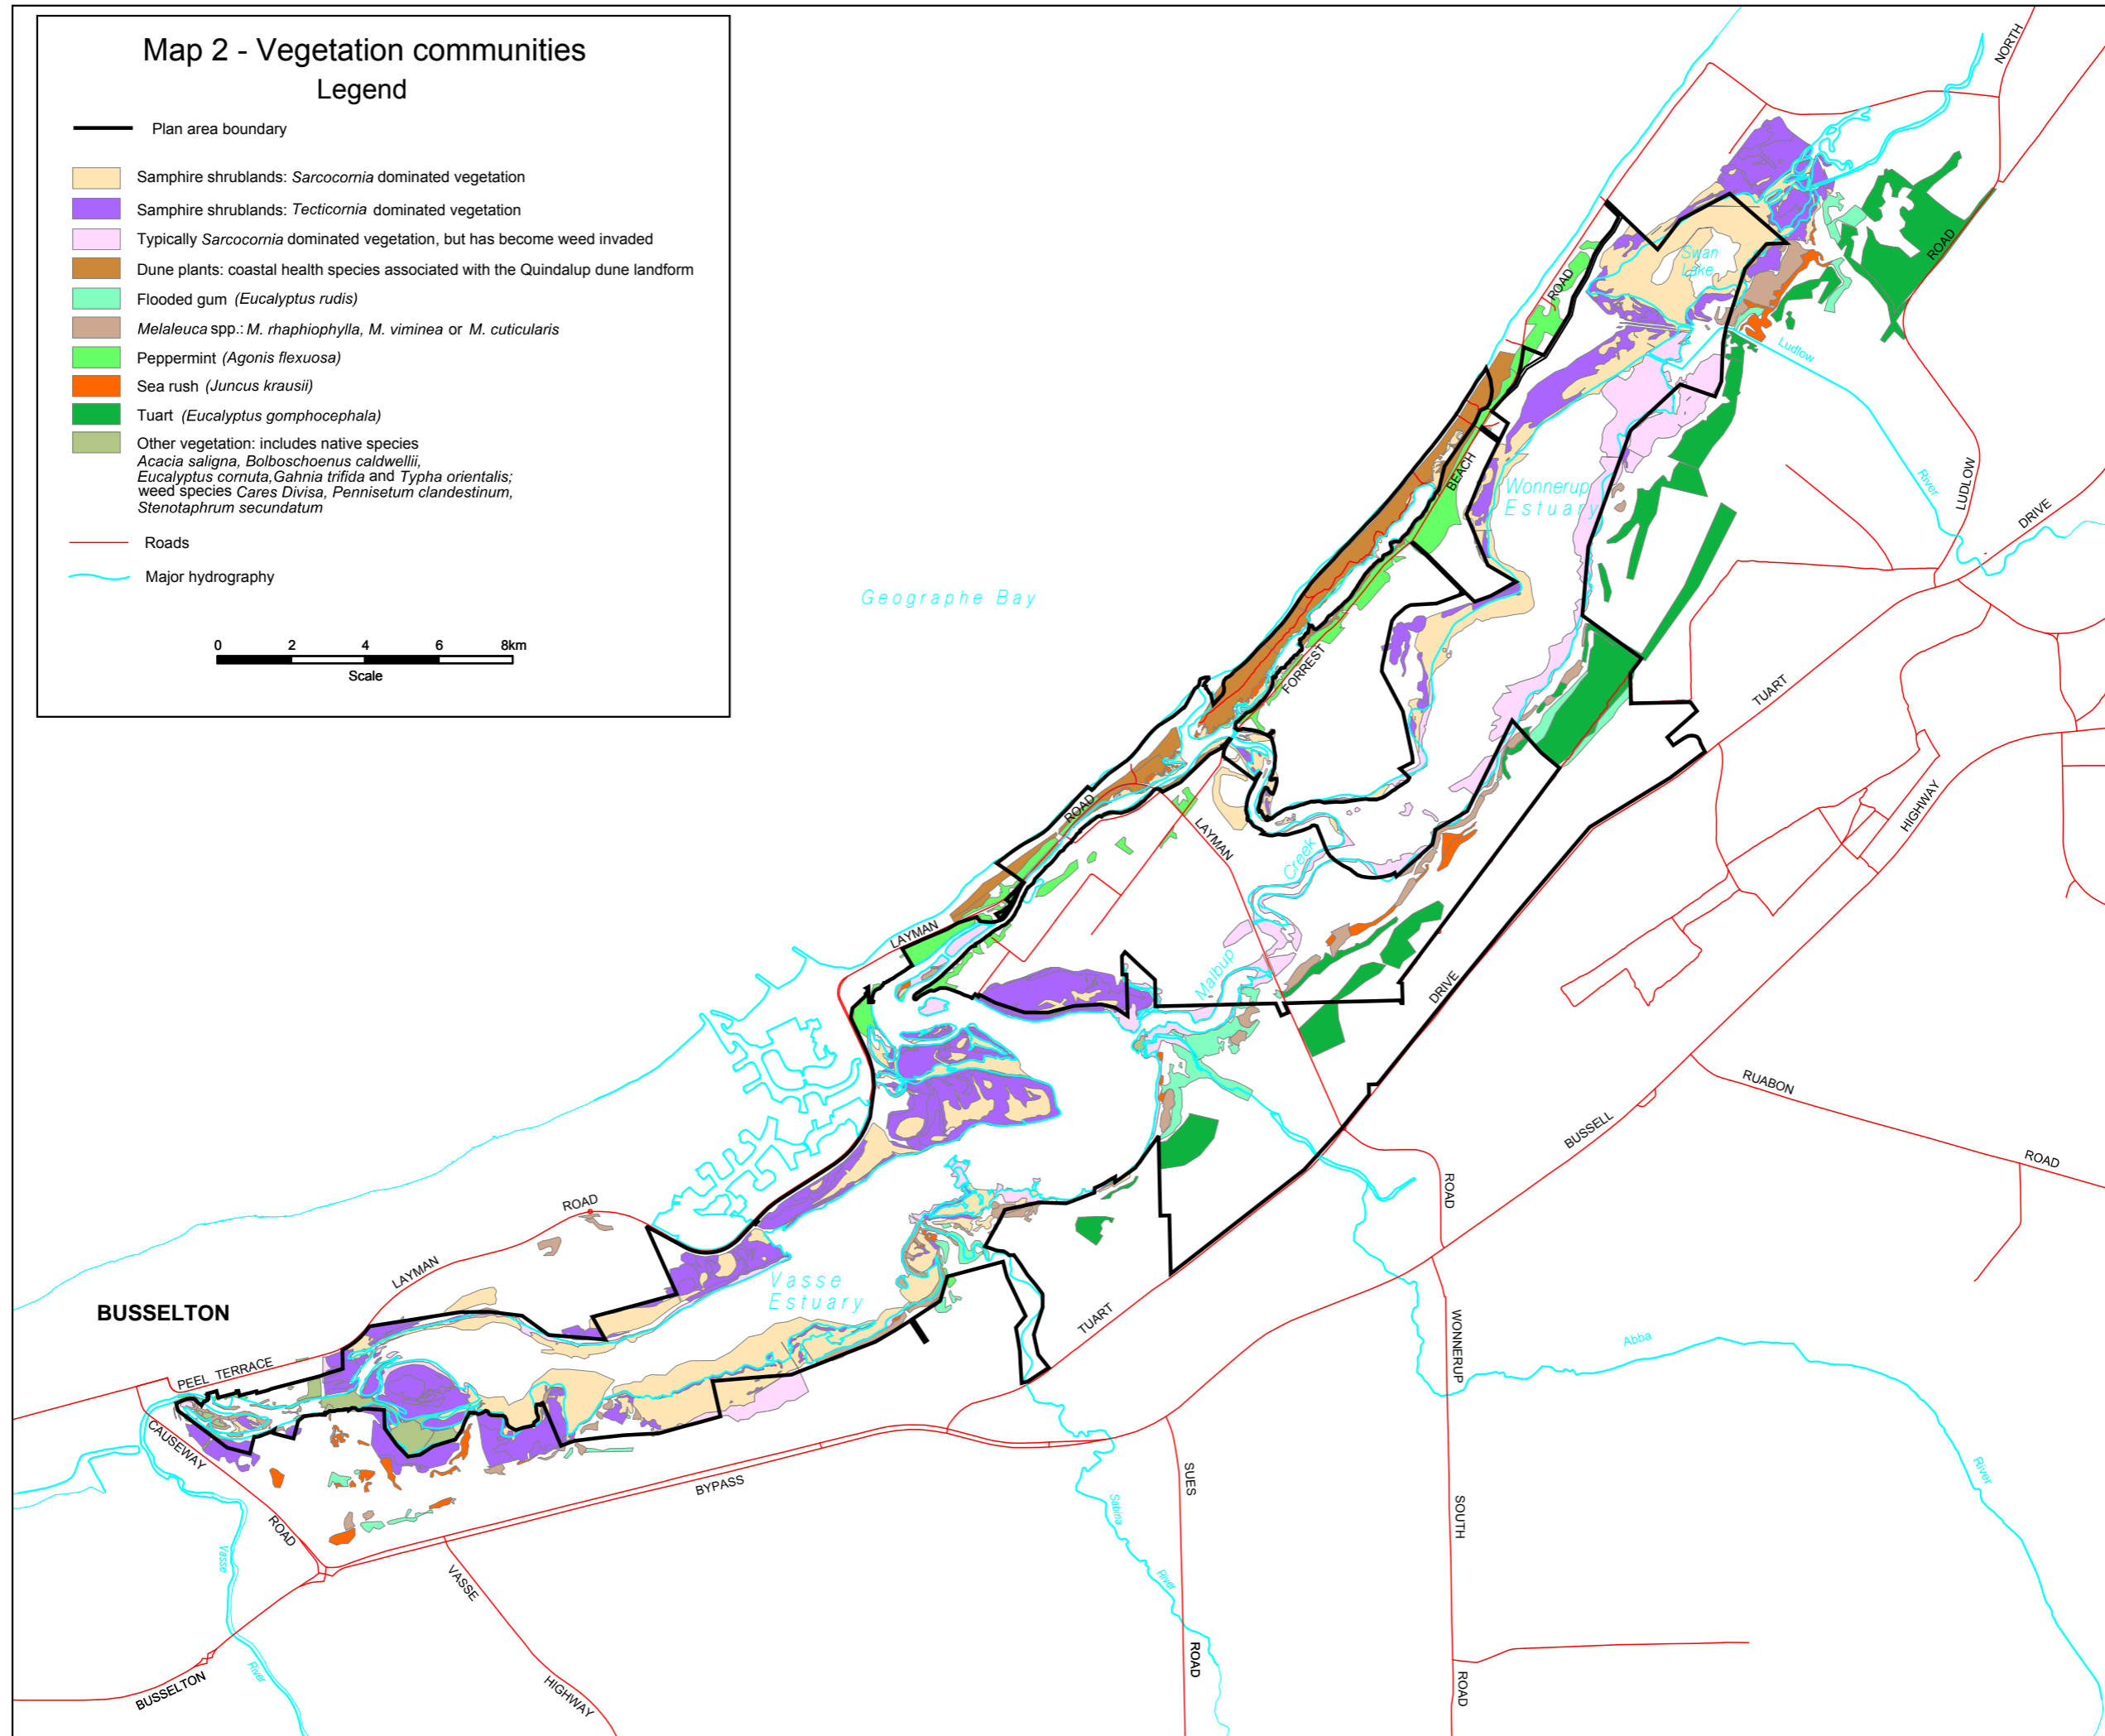 Map 2 - Vegetation communities
Legend
Plan area boundary
Samphire shrublands: Sarcocornia dominated vegetation
Samphire shrublands: Tecticornia dominated vegetation
Typically Sarcocornia dominated vegetation, but has become weed invaded
Dune plants: coastal health species associated with the Quindalup dune landform
Flooded gum (Eucalyptus rudis)
Melaleuca spp.: M. rhaphiophylla, M. viminea or M. cuticularis
Peppermint (Agonis flexuosa)
Sea rush (Juncus krausii)
Tuart (Eucalyptus gomphocephala)
Other vegetation: includes native species
Acacia saligna, Bolboschoenus caldwellii,
Eucalyptus cornuta,Gahnia trifida and Typha orientalis;
weed species Cares Divisa, Pennisetum clandestinum,
Stenotaphrum secundatum
Roads
Major hydrography
0 2 4 6 8km
Scale
NORTH
ROAD
Swan
Lake
ROAD
Ludlow
River
LUDLOW
DRIVE
BEACH
Wonnerup
Estuary
Geographe Bay
FORREST
TUART
HIGHWAY
ROAD
LAYMAN
Creek
LAYMAN
Malbup
DRIVE
RUABON
ROAD
BUSSELL
ROAD
ROAD
LAYMAN
Vasse
Estuary
BUSSELTON
TUART
WONNERUP
Abba
River
PEEL TERRACE
CAUSEWAY
ROAD
BYPASS
SUES
ROAD
SOUTH
ROAD
Sabina
River
Vasse
River
VASSE
HIGHWAY
BUSSELTON